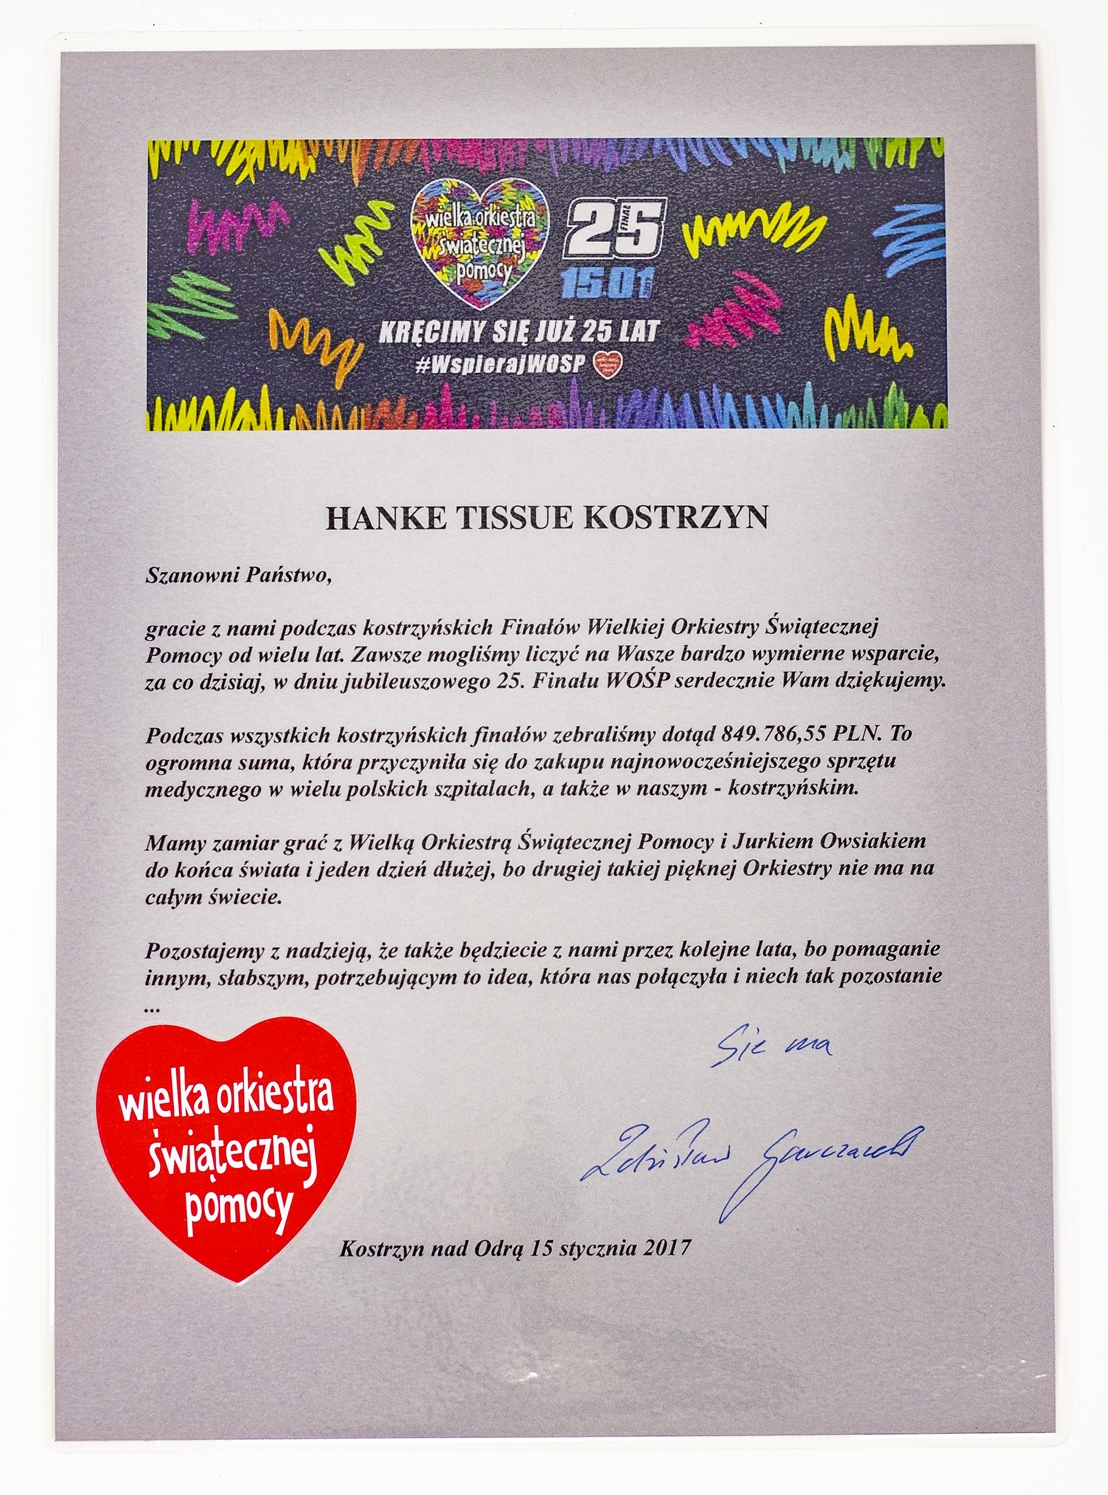 wielka orkiestra
świątecznej
pomocy
25
FINAŁ
15.01
KRĘCIMY SIĘ JUŻ 25 LAT
#WspierajWOSP
HANKE TISSUE KOSTRZYN
Szanowni Państwo,
gracie z nami podczas kostrzyńskich Finałów Wielkiej Orkiestry Świątecznej
Pomocy od wielu lat. Zawsze mogliśmy liczyć na Wasze bardzo wymierne wsparcie,
za co dzisiaj, w dniu jubileuszowego 25. Finału WOŚP serdecznie Wam dziękujemy.
Podczas wszystkich kostrzyńskich finałów zebraliśmy dotąd 849.786,55 PLN. To
ogromna suma, która przyczyniła się do zakupu najnowocześniejszego sprzętu
medycznego w wielu polskich szpitalach, a także w naszym - kostrzyńskim.
Mamy zamiar grać z Wielką Orkiestrą Świątecznej Pomocy i Jurkiem Owsiakiem
do końca świata i jeden dzień dłużej, bo drugiej takiej pięknej Orkiestry nie ma na
całym świecie.
Pozostajemy z nadzieją, że także będziecie z nami przez kolejne lata, bo pomaganie
innym, słabszym, potrzebującym to idea, która nas połączyła i niech tak pozostanie
...
Sie ma
wielka orkiestra
świątecznej
pomocy
Zdzisław
Kostrzyn nad Odrą 15 stycznia 2017